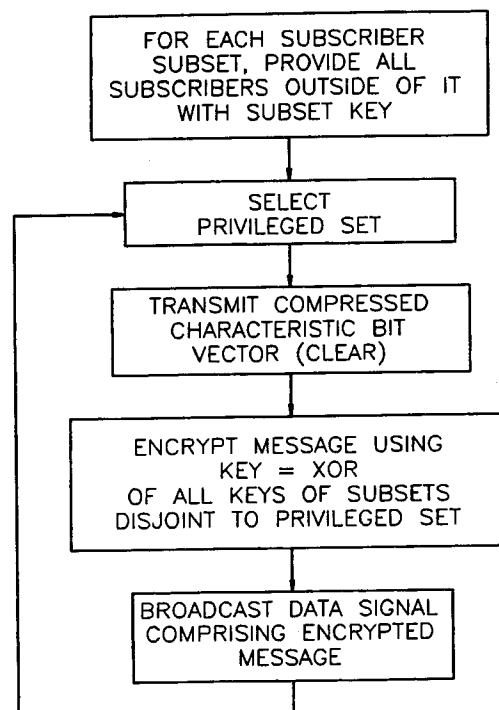 FOR EACH SUBSCRIBER
SUBSET, PROVIDE ALL
SUBSCRIBERS OUTSIDE OF IT
WITH SUBSET KEY
SELECT
PRIVILEGED SET
TRANSMIT COMPRESSED
CHARACTERISTIC BIT
VECTOR (CLEAR)
ENCRYPT MESSAGE USING
KEY = XOR
OF ALL KEYS OF SUBSETS
DISJOINT TO PRIVILEGED SET
BROADCAST DATA SIGNAL
COMPRISING ENCRYPTED
MESSAGE